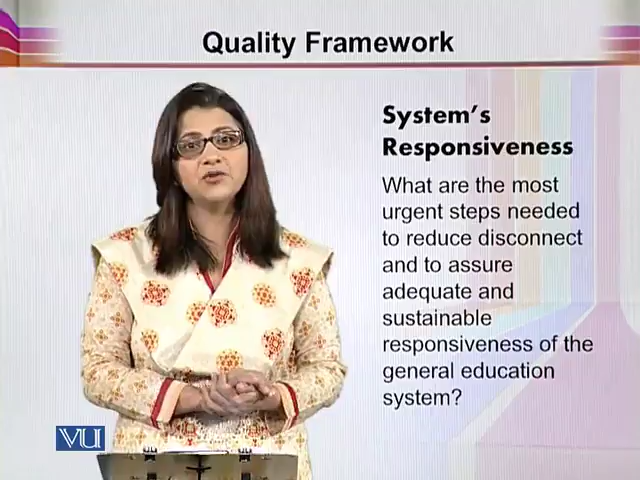 Quality Framework
System's
Responsiveness
What are the most
urgent steps needed
to reduce disconnect
and to assure
adequate and
sustainable
responsiveness of the
general education
system?
VU